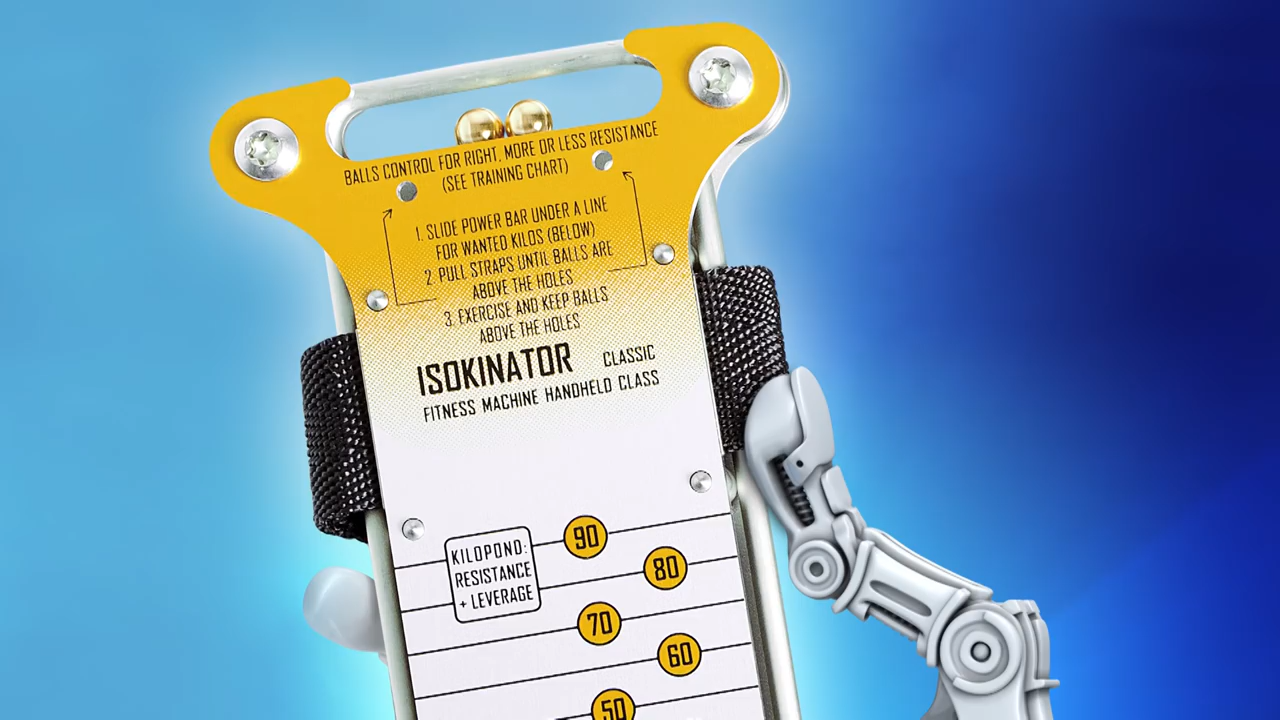 BALLS CONTROL FOR RIGHT, MORE OR LESS RESISTANCE
(SEE TRAINING CHART)
1. SLIDE POWER BAR UNDER A LINE
FOR WANTED KILOS (BELOW)
2. PULL STRAPS UNTIL BALLS ARE
ABOVE THE HOLES
3. EXERCISE AND KEEP BALLS
ABOVE THE HOLES
ISOKINATOR CLASSIC
FITNESS MACHINE HANDHELD CLASS
KILOPOND:
RESISTANCE
+ LEVERAGE
90
80
70
60
50